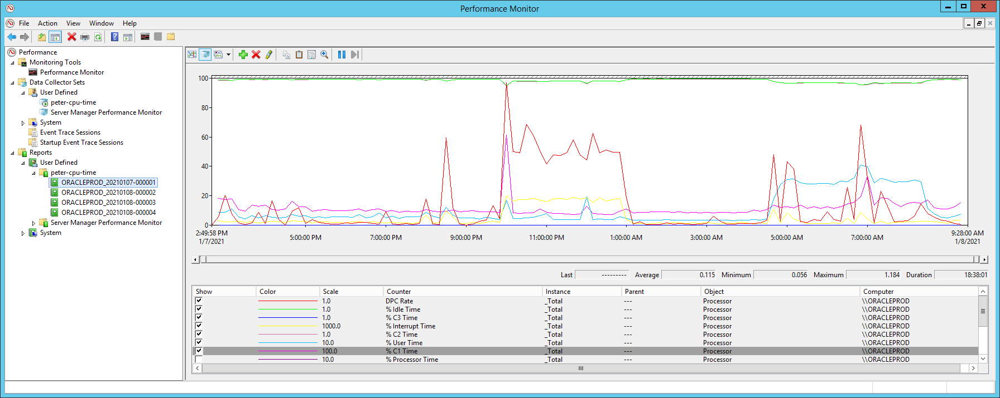 Performance Monitor
File Action View Window Help
Performance
Monitoring Tools
Performance Monitor
Data Collector Sets
User Defined
peter-cpu-time
Server Manager Performance Monitor
System
Event Trace Sessions
Startup Event Trace Sessions
Reports
User Defined
peter-cpu-time
ORACLEPROD_20210107-000001
ORACLEPROD_20210108-000002
ORACLEPROD_20210108-000003
ORACLEPROD_20210108-000004
Server Manager Performance Monitor
System
100
80
60
40
20
0
2:49:58 PM 5:00:00 PM 7:00:00 PM 9:00:00 PM 11:00:00 PM 1:00:00 AM 3:00:00 AM 5:00:00 AM 7:00:00 AM 9:28:00 AM
1/7/2021 1/8/2021
Last --------- Average 0.115 Minimum 0.056 Maximum 1.184 Duration 18:38:01
Show Color Scale Counter Instance Parent Object Computer
1.0 DPC Rate _Total --- Processor \\ORACLEPROD
1.0 % Idle Time _Total --- Processor \\ORACLEPROD
1.0 % C3 Time _Total --- Processor \\ORACLEPROD
1000.0 % Interrupt Time _Total --- Processor \\ORACLEPROD
1.0 % C2 Time _Total --- Processor \\ORACLEPROD
10.0 % User Time _Total --- Processor \\ORACLEPROD
100.0 % C1 Time _Total --- Processor \\ORACLEPROD
10.0 % Processor Time _Total --- Processor \\ORACLEPROD